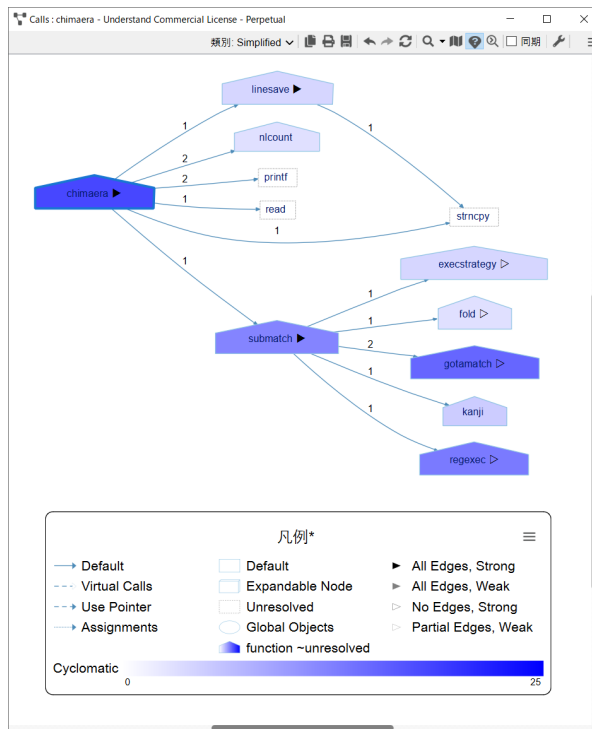 Calls : chimaera - Understand Commercial License - Perpetual
類別: Simplified
同期
linesave
1
1
nlcount
2
printf
2
chimaera
read
1
strncpy
1
execstrategy
1
1
fold
1
submatch
gotamatch
2
kanji
1
regexec
1
凡例*
Default
Default
All Edges, Strong
Virtual Calls
Expandable Node
All Edges, Weak
Use Pointer
Unresolved
No Edges, Strong
Assignments
Global Objects
Partial Edges, Weak
function ~unresolved
Cyclomatic
0
25